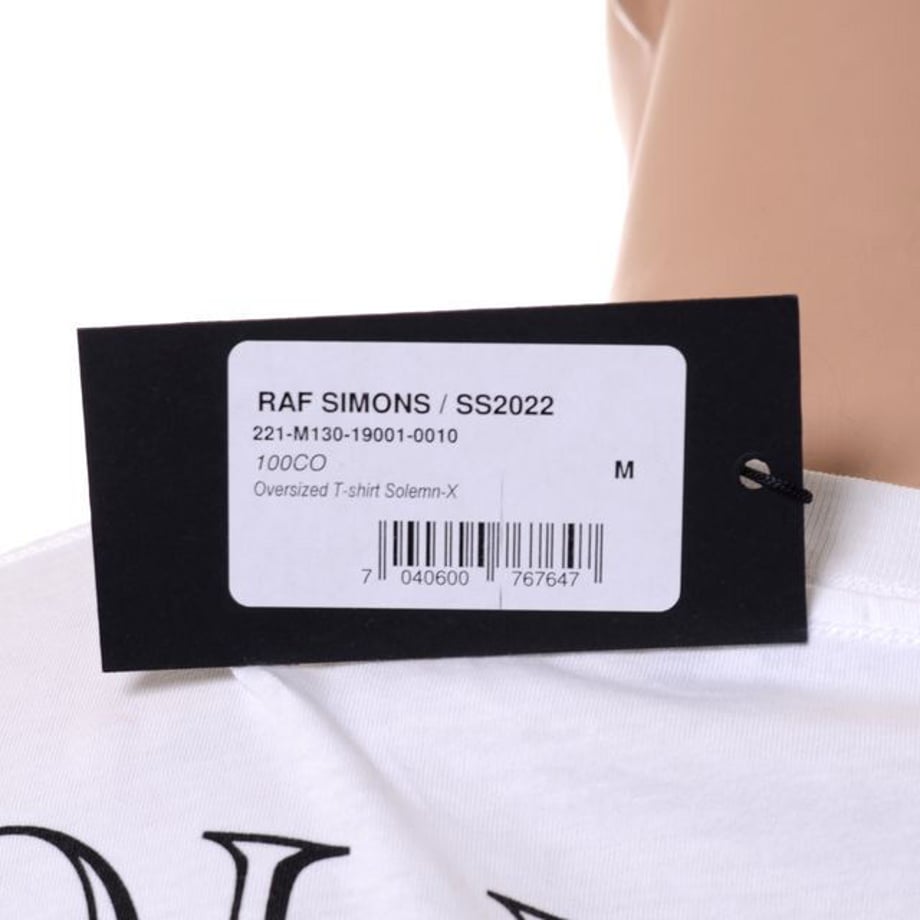 RAF SIMONS / SS2022
221-M130-19001-0010
100CO
M
Oversized T-shirt Solemn-X
7 040600 767647